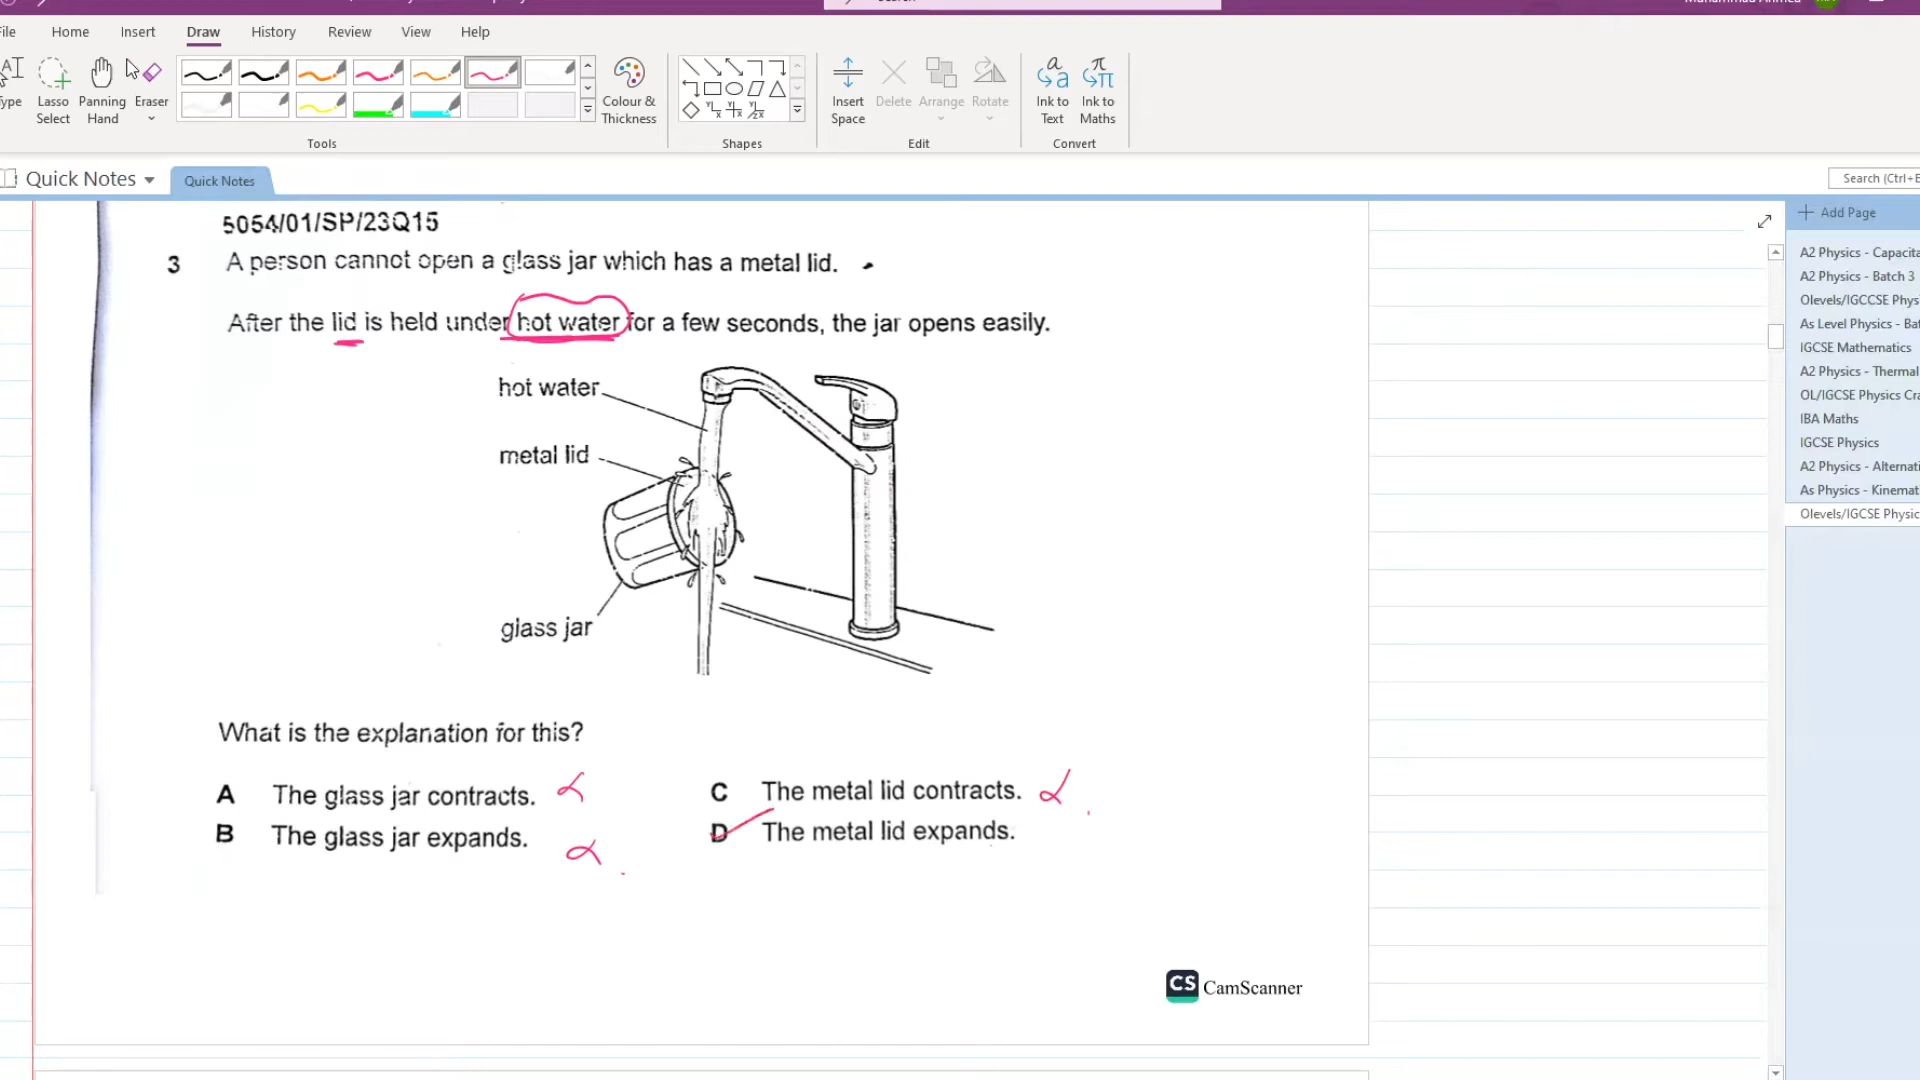 File Home Insert Draw History Review View Help
Type
Lasso Select
Panning Hand
Eraser
Colour & Thickness
Insert Space
Delete
Arrange
Rotate
Ink to Text
Ink to Maths
Tools Shapes Edit Convert
Quick Notes
Quick Notes
Search (Ctrl+E
Add Page
A2 Physics - Capacita
A2 Physics - Batch 3
Olevels/IGCCSE Phys
As Level Physics - Bat
IGCSE Mathematics
A2 Physics - Thermal
OL/IGCSE Physics Cra
IBA Maths
IGCSE Physics
A2 Physics - Alternati
As Physics - Kinemat
Olevels/IGCSE Physic
5054/01/SP/23Q15
3 A person cannot open a glass jar which has a metal lid.
After the lid is held under hot water for a few seconds, the jar opens easily.
hot water
metal lid
glass jar
What is the explanation for this?
A The glass jar contracts.
B The glass jar expands.
C The metal lid contracts.
D The metal lid expands.
CS CamScanner